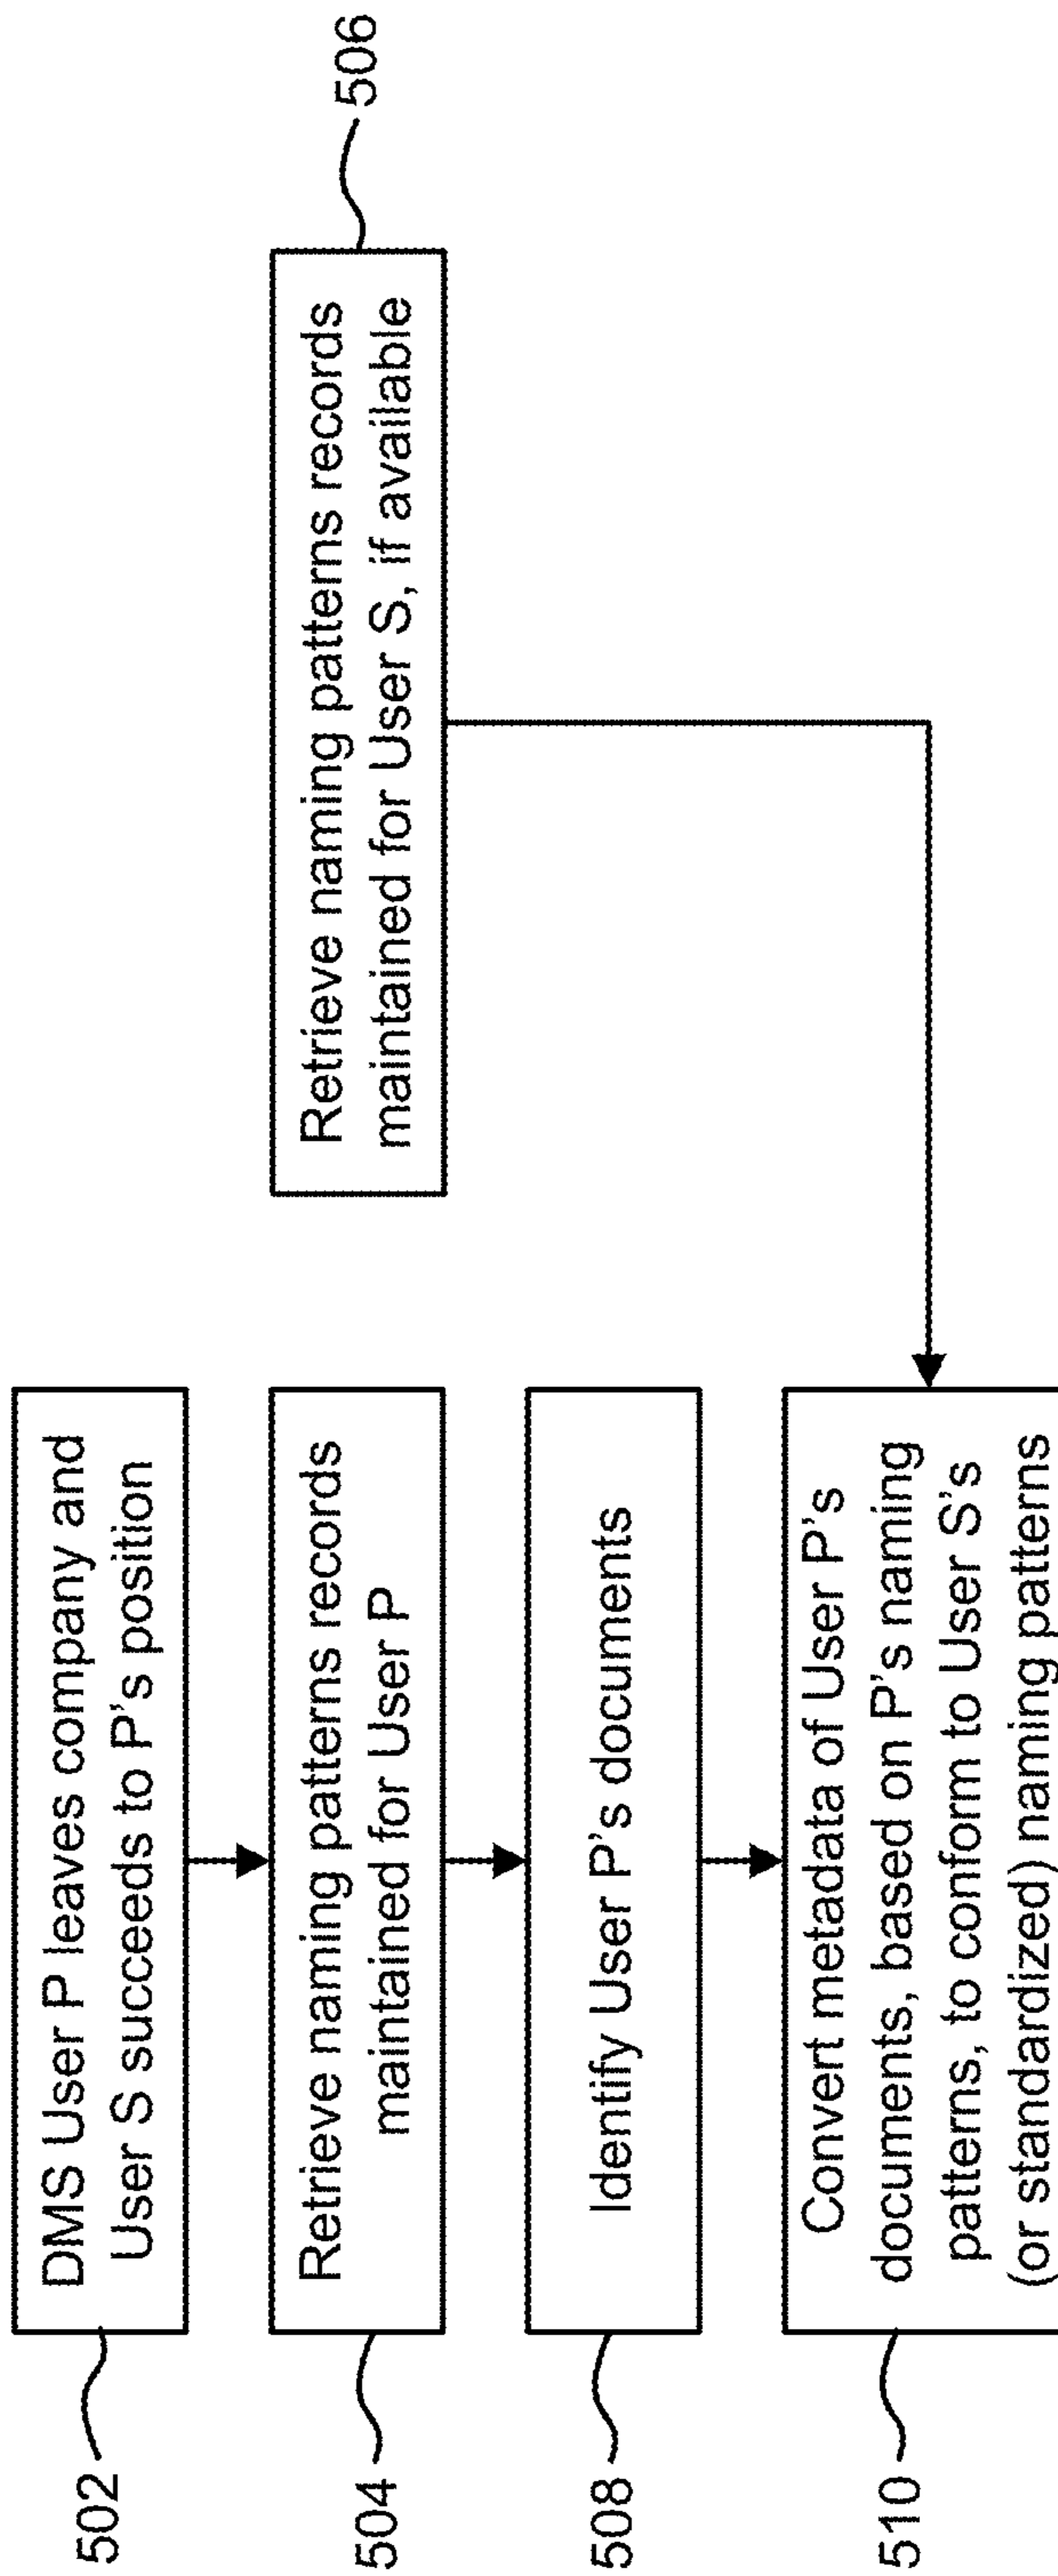 502
DMS User P leaves company and
User S succeeds to P's position
504
Retrieve naming patterns records
maintained for User P
Retrieve naming patterns records
maintained for User S, if available
506
508
Identify User P's documents
510
Convert metadata of User P's
documents, based on P's naming
patterns, to conform to User S's
(or standardized) naming patterns